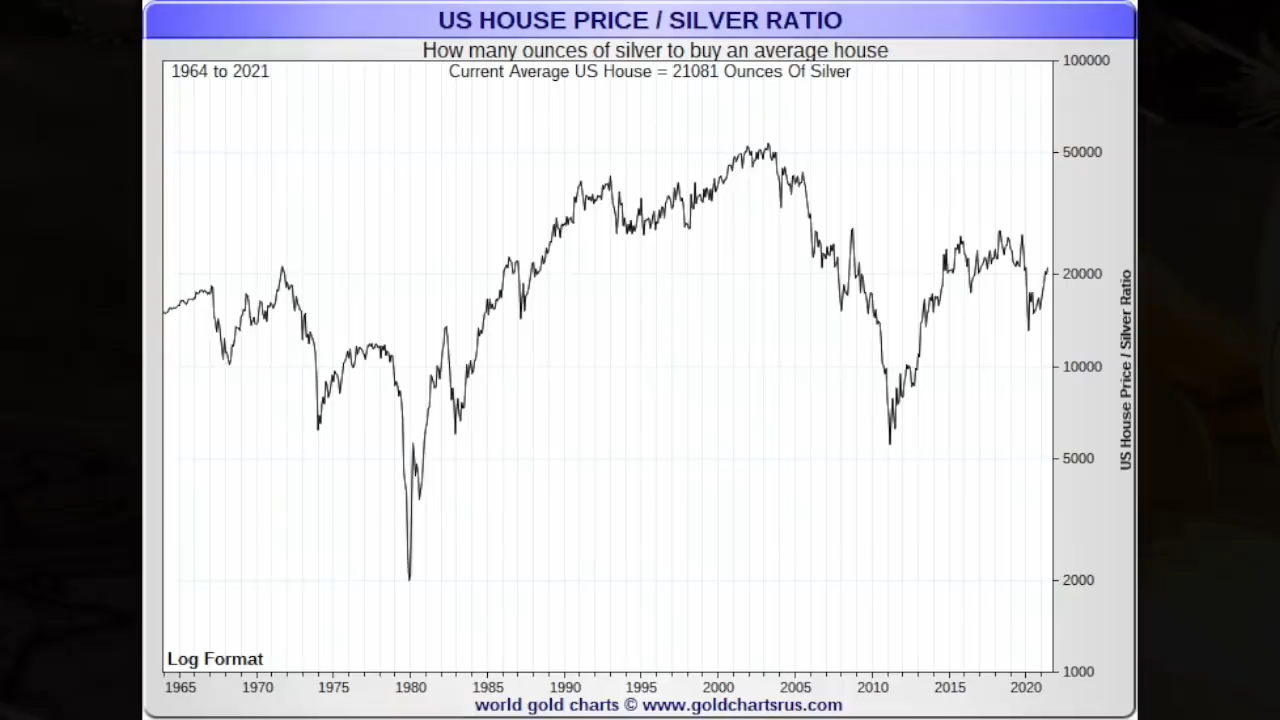 US HOUSE PRICE / SILVER RATIO
How many ounces of silver to buy an average house
1964 to 2021
Current Average US House = 21081 Ounces Of Silver
100000
50000
20000
10000
5000
2000
1000
US House Price / Silver Ratio
Log Format
1965 1970 1975 1980 1985 1990 1995 2000 2005 2010 2015 2020
world gold charts © www.goldchartsrus.com